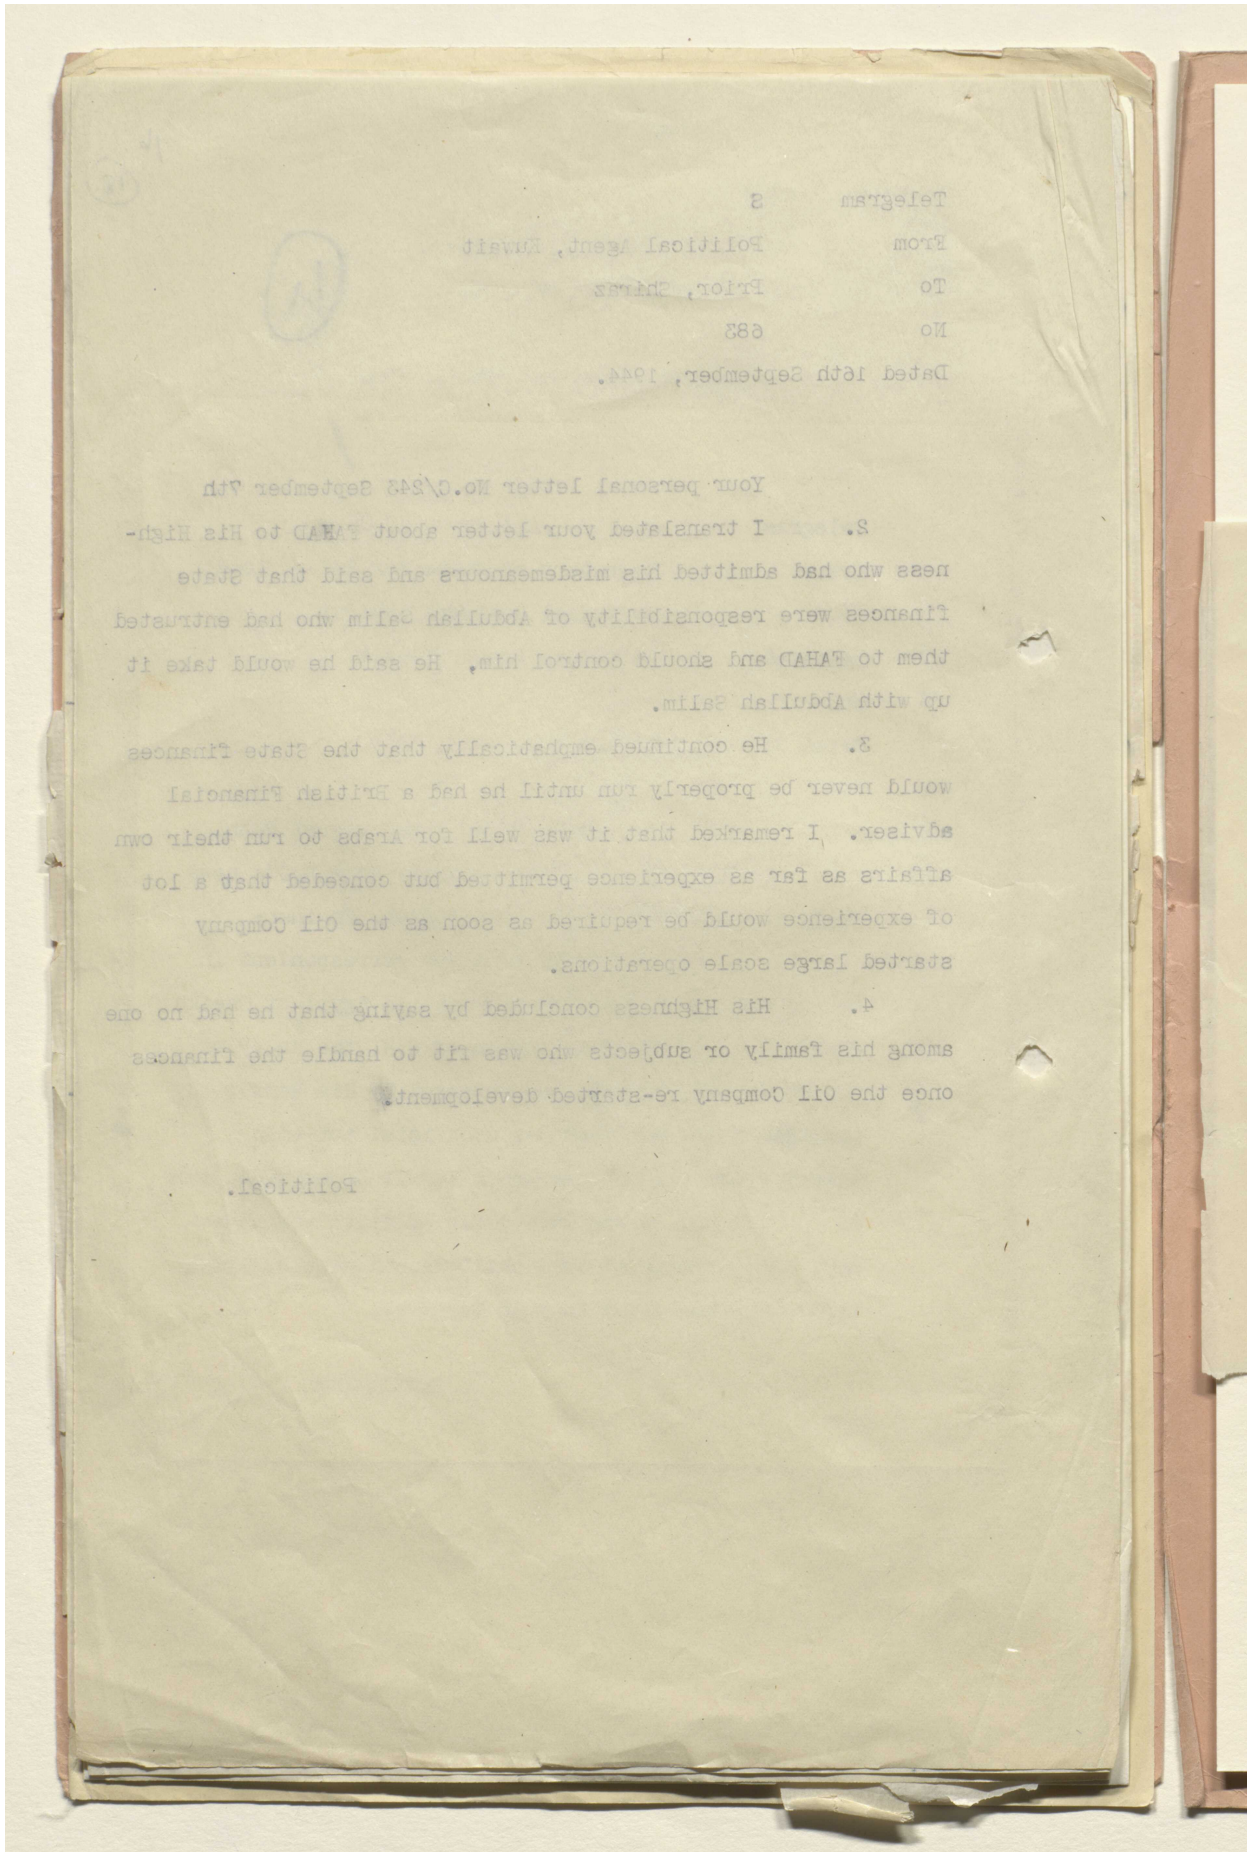 Telegram S
From Political Agent, Kuwait
To Prior, Shiraz
No 683
Dated 16th September, 1944.
Your personal letter No.C/243 September 7th
2. I translated your letter about FAHAD to His High-
ness who had admitted his misdemeanours and said that State
finances were responsibility of Abdullah Salim who had entrusted
them to FAHAD and should control him. He said he would take it
up with Abdullah Salim.
3. He continued emphatically that the State finances
would never be properly run until he had a British Financial
adviser. I remarked that it was well for Arabs to run their own
affairs as far as experience permitted but conceded that a lot
of experience would be required as soon as the Oil Company
started large scale operations.
4. His Highness concluded by saying that he had no one
among his family or subjects who was fit to handle the finances
once the Oil Company re-started development.
Political.